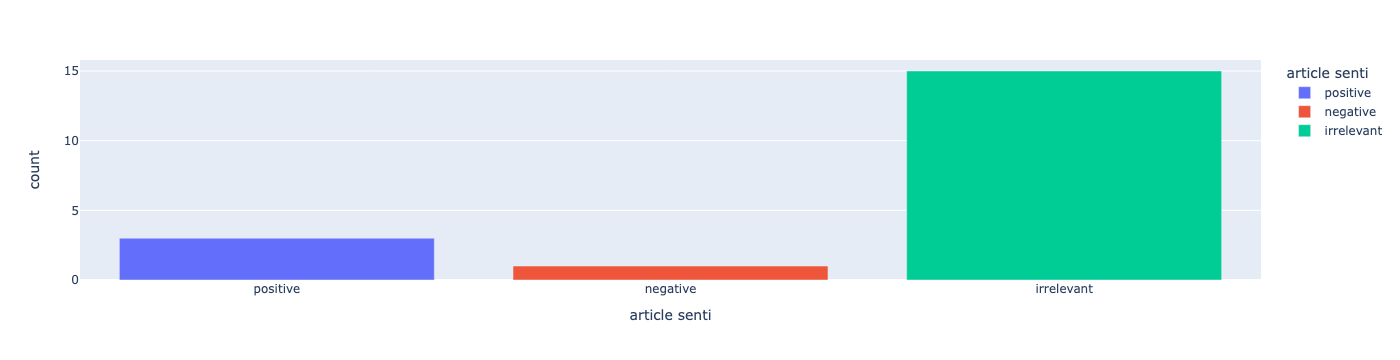 15
10
5
0
count
positive
negative
irrelevant
article senti
article senti
positive
negative
irrelevant